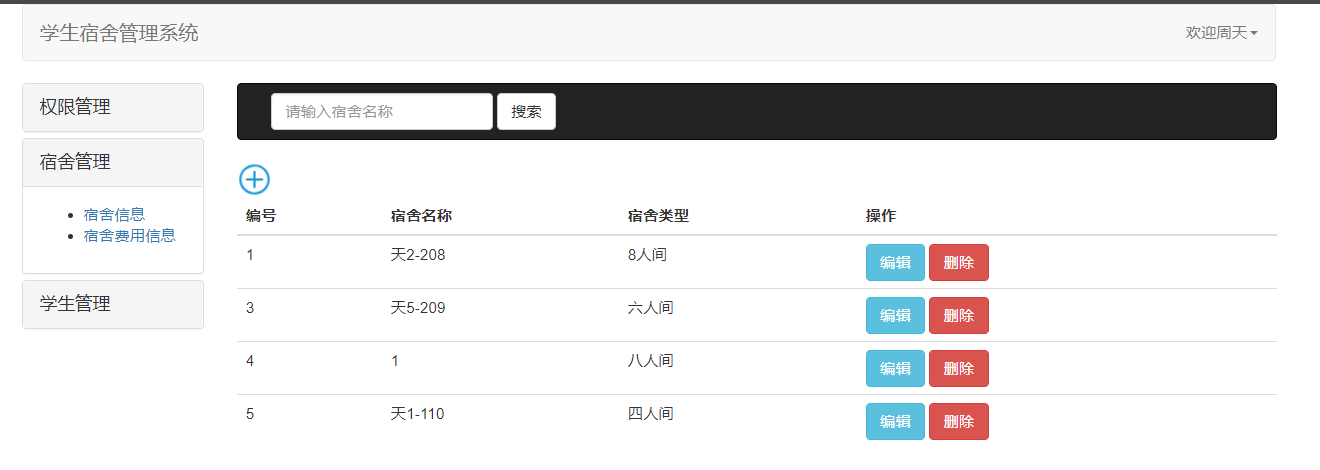 学生宿舍管理系统
欢迎周天
权限管理
宿舍管理
宿舍信息
宿舍费用信息
学生管理
请输入宿舍名称 搜索
编号 宿舍名称 宿舍类型 操作
1 天2-208 8人间 编辑 删除
3 天5-209 六人间 编辑 删除
4 1 八人间 编辑 删除
5 天1-110 四人间 编辑 删除